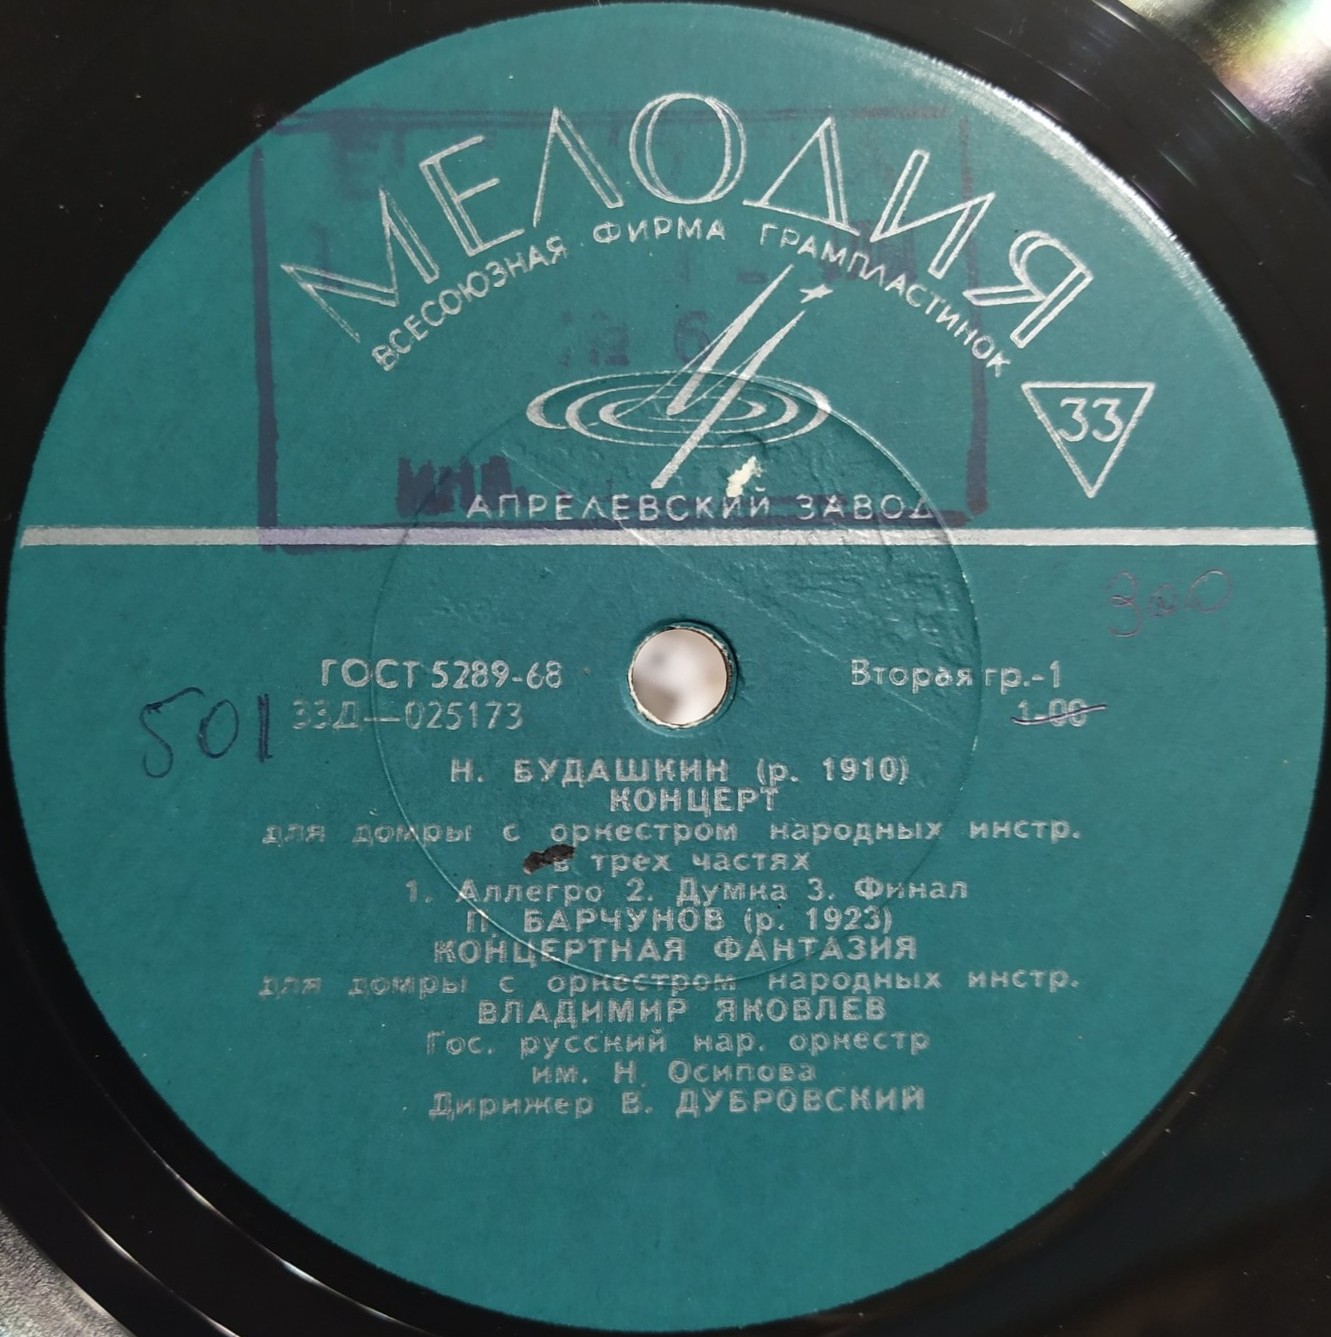 МЕЛОДИЯ
ВСЕСОЮЗНАЯ ФИРМА ГРАМПЛАСТИНОК
33
АПРЕЛЕВСКИЙ ЗАВОД
300
ГОСТ 5289-68 Вторая гр.-1
501 33Д—025173 1-00
Н. БУДАШКИН (р. 1910)
КОНЦЕРТ
для домры с оркестром народных инстр.
в трех частях
1. Аллегро 2. Думка 3. Финал
П. БАРЧУНОВ (р. 1923)
КОНЦЕРТНАЯ ФАНТАЗИЯ
для домры с оркестром народных инстр.
ВЛАДИМИР ЯКОВЛЕВ
Гос. русский нар. оркестр
им. Н. Осипова
Дирижер В. ДУБРОВСКИЙ